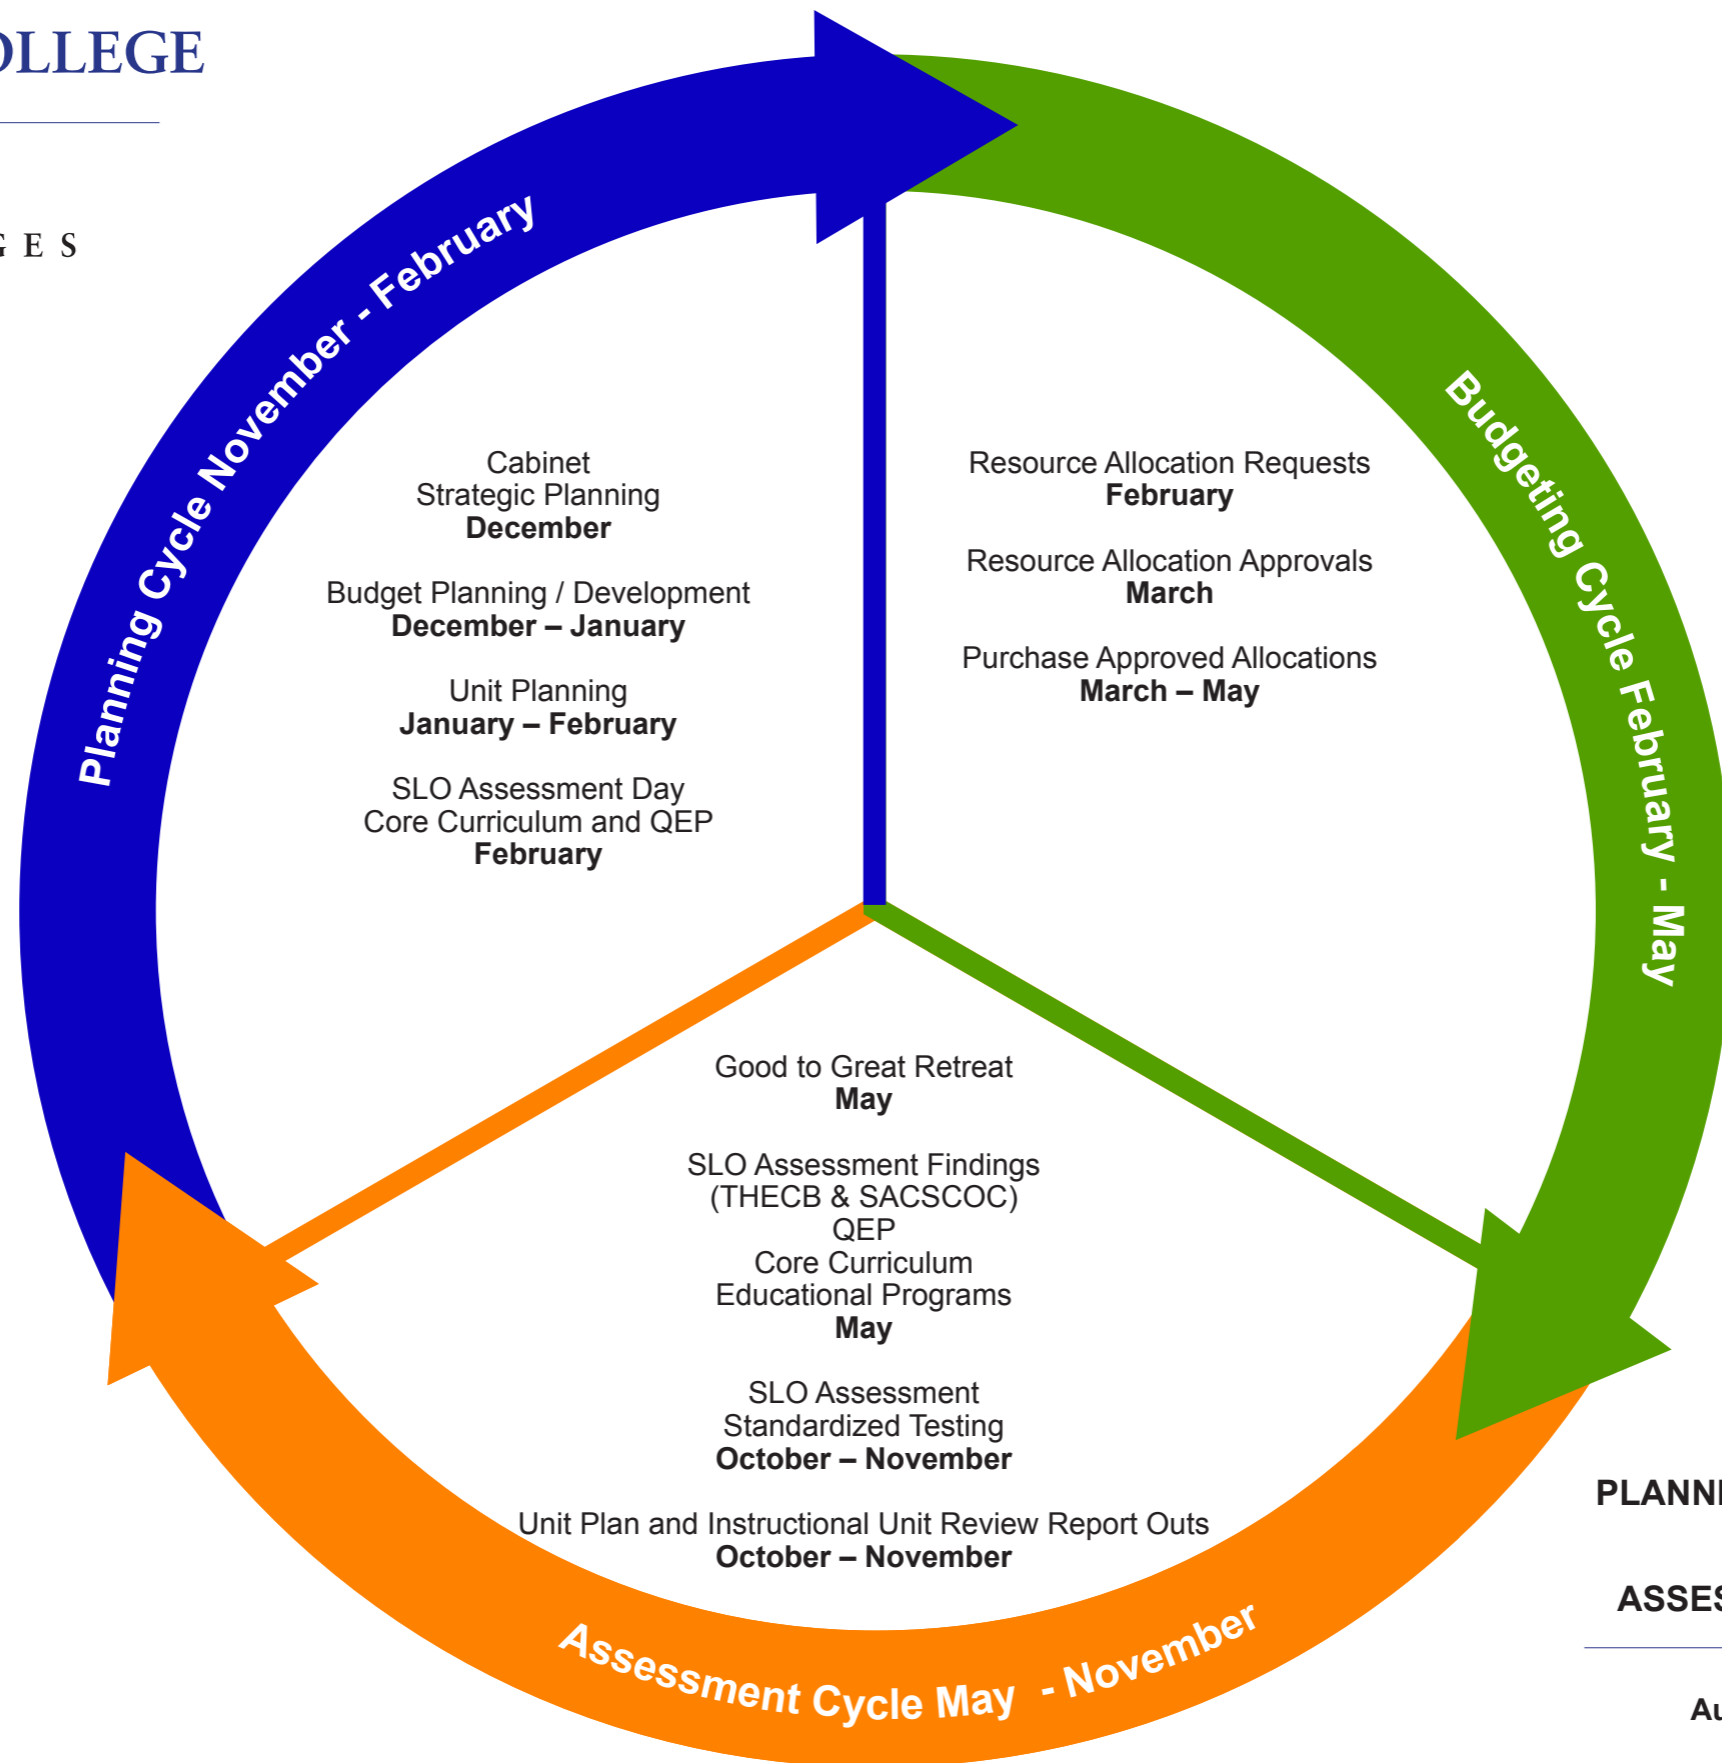 OLLEGE
GES
Planning Cycle November - February
Cabinet
Strategic Planning
December
Budget Planning / Development
December – January
Unit Planning
January – February
SLO Assessment Day
Core Curriculum and QEP
February
Budgeting Cycle February - May
Resource Allocation Requests
February
Resource Allocation Approvals
March
Purchase Approved Allocations
March – May
Good to Great Retreat
May
SLO Assessment Findings
(THECB & SACSCOC)
QEP
Core Curriculum
Educational Programs
May
SLO Assessment
Standardized Testing
October – November
Unit Plan and Instructional Unit Review Report Outs
October – November
Assessment Cycle May - November
PLANN
ASSES
Au